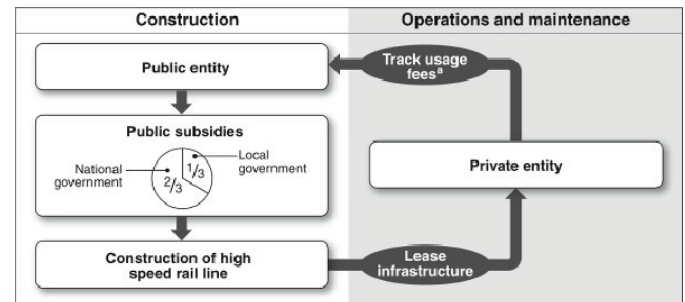 Construction
Operations and maintenance
Public entity
Track usage
fees^a
Public subsidies
National
government
2/3
1/3
Local
government
Private entity
Construction of high
speed rail line
Lease
infrastructure